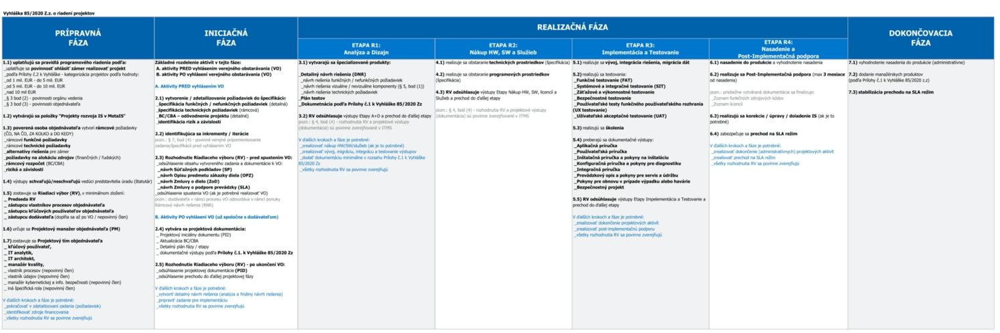 Vyhláška 85/2020 Z.z. o riadení projektov
PRÍPRAVNÁ
FÁZA
1.1) uplatňujú sa pravidlá programového riadenia podľa:
_uplatňuje sa povinnosť ohlásiť zámer realizovať projekt
_podľa Prílohy č.2 k Vyhláške - kategorizácia projektov podľa hodnoty:
_od 1 mil. EUR - do 5 mil. EUR
_od 5 mil. EUR - do 10 mil. EUR
_nad 10 mil EUR
_§ 3 bod (2) - povinnosti orgánu vedenia
_§ 3 bod (3) - povinnosti objednávateľa
1.2) vytvárajú sa položky "Projekty rozvoja IS v MetaIS"
1.3) poverená osoba objednávateľa vytvorí rámcové požiadavky
(ČO, NA ČO, ZA KOLKO a DO KEDY)
_rámcové funkčné požiadavky
_rámcové technické požiadavky
_alternatívy riešenia pre zámer
_požiadavky na alokáciu zdrojov (finančných / ľudských)
_rámcový rozpočet (BC/CBA)
_riziká a závislosti
1.4) výstupy schvaľujú/neschvaľujú vedúci predstavitelia úradu (štatutár)
1.5) zostavuje sa Riadiaci výbor (RV), v minimálnom zložení:
_ Predseda RV
_ zástupcu vlastníkov procesov objednávateľa
_ zástupcu kľúčových používateľov objednávateľa
_ zástupcu dodávateľa (dopĺňa sa až po VO / nepovinný člen)
1.6) určuje sa Projektový manažer objednávateľa (PM)
1.7) zostavuje sa Projektový tím objednávateľa
_ kľúčový používateľ,
_ IT analytik,
_ IT architekt,
_ manažér kvality,
_ vlastník procesov (nepovinný člen)
_ vlastník údajov (nepovinný člen)
_ manažér kybernetickej a info. bezpečnosti (nepovinný člen)
_ iná špecifická rola (nepovinný člen)
V ďalších krokoch a fáze je potrebné:
_pokračovať v zdetailizovaní zadania (požiadaviek)
_identifikovať zdroje financovania
_všetky rozhodnutia RV sa povinne zverejňujú
INICIAČNÁ
FÁZA
Základné rozdelenie aktivít v tejto fáze:
A. aktivity PRED vyhlásením verejného obstarávania (VO)
B. aktivity PO vyhlásením verejného obstarávania (VO)
A. Aktivity PRED vyhlásením VO
2.1) vytvorenie / zdetailizovanie požiadaviek do špecifikácie
_špecifikácia funkčných / nefunkčných požiadaviek (detailná)
_špecifikácia technických požiadaviek (rámcová)
_BC/CBA – odôvodnenie projektu (detailné)
_identifikácia rizik a závislostí
2.2) identifikujúca sa inkrementy / iterácie
pozn.: § 7, bod (4) - povinné verejné pripomienkovanie
zadania/špecifikácií pred vyhlásením VO
2.3) Rozhodnutie Riadiaceho výboru (RV) - pred spustením VO:
_odsúhlasenie obsahu vytvoreného zadania a dokumentácie k VO:
_návrh Súťažných podkladov (SP)
_návrh Opisu predmetu zákazky diela (OPZ)
_návrh Zmluvy o dielo (ZoD)
_návrh Zmluvy o podpore prevádzky (SLA)
_odsúhlasenie spustenia VO (ak je potrebné realizovať VO)
pozn.: dodávateľa v rámci procesu VO odovzdáva v rámci ponuky
Rámcový návrh riešenia (RNR)
B. Aktivity PO vyhlásení VO (už spoločne s dodávateľom)
2.4) vytvára sa projektová dokumentácia:
_ Projektový iniciálny dokumentu (PID)
_ Aktualizácia BC/CBA
_ Detailný plán fázy / etapy
_ dokumentačné výstupy podľa Prílohy č.1. k Vyhláške 85/2020 Zz
2.5) Rozhodnutie Riadiaceho výboru (RV) - po ukončení VO:
_odsúhlasenie projektovej dokumentácie (PID)
_odsúhlasenie prechodu do ďalšej projektovej fázy
V ďalších krokoch a fáze je potrebné:
_vytvoriť detailný návrh riešenia (analýza a finálny návrh riešenia)
_pripraviť zadanie pre implementáciu
_všetky rozhodnutia RV sa povinne zverejňujú
REALIZAČNÁ FÁZA
ETAPA R1:
Analýza a Dizajn
3.1) vytvarajú sa špecializované produkty:
_Detailný návrh riešenia (DNR)
_návrh riešenia funkčných / nefunkčných požiadaviek
_návrh riešenia vizuálne / nevizuálne komponenty (§ 5, bod (1))
_návrh riešenia technických požiadaviek
_Plán testov
_Dokumetnácia podľa Prílohy č.1 k Vyhláške 85/2020 Zz
3.2) RV odsúhlasuje výstupy Etapy A+D a prechod do ďalšej etapy
pozn.: § 4, bod (4) - rozhodnutia RV a projektové výstupy
(dokumentácia) sú povinne zverejňované v ITMS
V ďalších krokoch a fáze je potrebné:
_zrealizovať nákup HW/SW/služieb (ak je to potrebné)
_zrealizovať vývoj, migráciu, integrácu a testovanie výstupov
_dodať dokumentáciu minimálne v rozsahu Prílohy č.1 k Vyhláške
85/2020 Zz
_všetky rozhodnutia RV sa povinne zverejňujú
ETAPA R2:
Nákup HW, SW a Služieb
4.1) realizuje sa obstaranie technických prostriedkov (špecifikácia)
4.2) realizuje sa obstaranie programových prostriedkov
(špecifikácia)
4.3) RV odsúhlasuje výstupy Etapy Nákup HW, SW, licencií a
Služieb a prechod do ďalšej etapy
pozn.: § 4, bod (4) - rozhodnutia RV a projektové výstupy
(dokumentácia) sú povinne zverejňované v ITMS
ETAPA R3:
Implementácia a Testovanie
5.1) realizuje sa vývoj, integrácia riešenia, migrácia dát
5.2) realizujú sa testovania:
_Funkčné testovanie (FAT)
_Systémové a integračné testovanie (SIT)
_Záťažové a výkonnostné testovanie
_Bezpečnostné testovanie
_Používateľské testy funkčného používateľského rozhrania
(UX testovanie)
_Užívateľské akceptačné testovanie (UAT)
5.3) realizujú sa školenia
5.4) preberajú sa dokumentačné výstupy:
_Aplikačná príručka
_Používateľská príručka
_Inštalačná príručka a pokyny na inštaláciu
_Konfiguračná príručka a pokyny pre diagnostiku
_Integračná príručka
_Prevádzkový opis a pokyny pre servis a údržbu
_Pokyny pre obnovu v prípade výpadku alebo havárie
_Bezpečnostný projekt
5.5) RV odsúhlasuje výstupy Etapy Impelementácia a Testovanie a
prechod do ďalšej etapy
V ďalších krokoch a fáze je potrebné:
_zrealizovať dokončenie projektových aktivít
_zrealizovať post-implementačnú podporu
_všetky rozhodnutia RV sa povinne zverejňujú
ETAPA R4:
Nasadenie a
Post-Implementačná podpora
6.1) nasadenie do produkcie a vyhodnotenie nasadenia
6.2) realizuje sa Post-Implementačná podpora (max 3 mesiace
od nasadenia)
pozn.: priebežne vytváraná dokumentácia sa finalizuje:
_Zoznam funkčných zdrojových kódov
_Zoznam licencií
6.3) realizujú sa korekcie / úpravy / doladenie IS (ak je to
potrebné)
6.4) zabezpečuje sa prechod na SLA režim
V ďalších krokoch a fáze je potrebné:
_zrealizovať dokončenie (administratívnych) projektových aktivít
_zrealiovať prechod na SLA režim
_všetky rozhodnutia RV sa povinne zverejňujú
DOKONČOVACIA
FÁZA
7.1) vyhodnotenie nasadenia do produkcie (administratívne)
7.2) dodanie manažérskych produktov
(podľa Prílohy č.1 k Vyhláške 85/2020 z.z)
7.3) stabilizácia prechodu na SLA režim